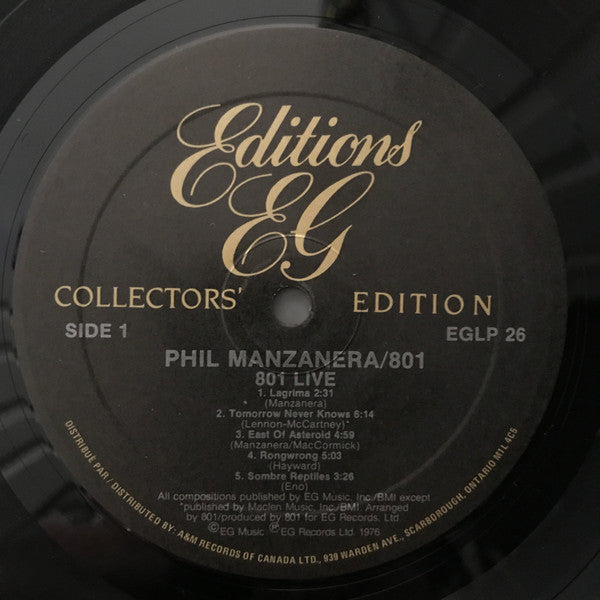 Editions
EG
COLLECTORS' EDITION
SIDE 1 EGLP 26
PHIL MANZANERA/801
801 LIVE
1. Lagrima 2:31
(Manzanera)
2. Tomorrow Never Knows 6:14
(Lennon-McCartney)*
3. East Of Asteroid 4:59
(Manzanera/MacCormick)
4. Rongwrong 5:03
(Hayward)
5. Sombre Reptiles 3:26
(Eno)
All compositions published by EG Music, Inc./BMI except
*published by Maclen Music, Inc./BMI. Arranged
by 801/produced by 801 for EG Records, Ltd
©EG Music ℗EG Records Ltd. 1976
DISTRIBUE PAR / DISTRIBUTED BY: A&M RECORDS OF CANADA LTD., 939 WARDEN AVE., SCARBOROUGH, ONTARIO M1L 4C5